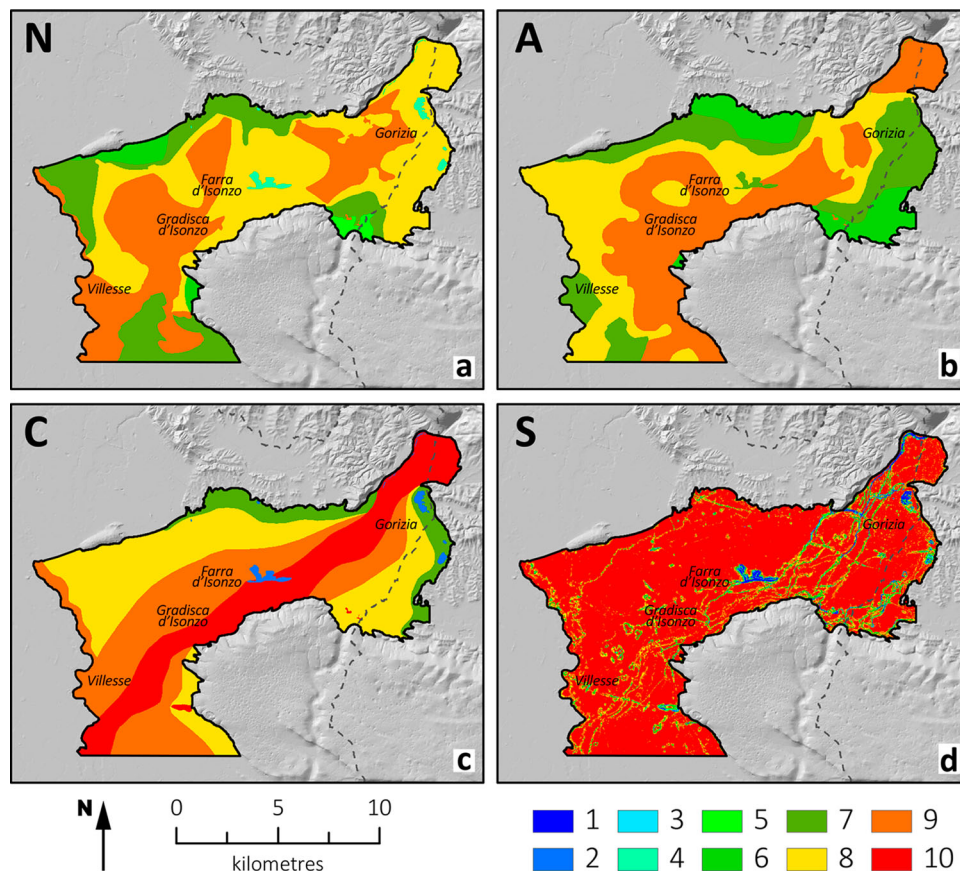 N
Gorizia
Farra
d'Isonzo
Gradisca
d'Isonzo
Villesse
a
A
Gorizia
Farra
d'Isonzo
Gradisca
d'Isonzo
Villesse
b
C
Gorizia
Farra
d'Isonzo
Gradisca
d'Isonzo
Villesse
c
S
Gorizia
Farra
d'Isonzo
Gradisca
d'Isonzo
Villesse
d
N
0 5 10
kilometres
1 3 5 7 9
2 4 6 8 10